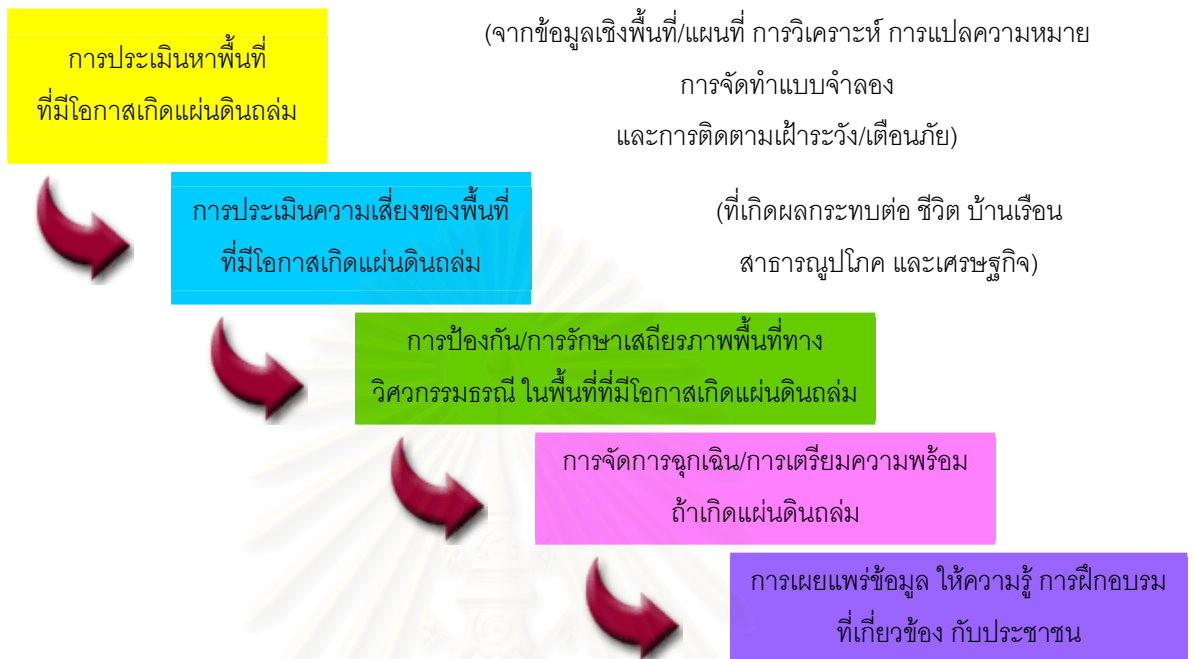 การประเมินหาพื้นที่
ที่มีโอกาสเกิดแผ่นดินถล่ม
(จากข้อมูลเชิงพื้นที่/แผนที่ การวิเคราะห์ การแปลความหมาย
การจัดทำแบบจำลอง
และการติดตามเฝ้าระวัง/เตือนภัย)
การประเมินความเสี่ยงของพื้นที่
ที่มีโอกาสเกิดแผ่นดินถล่ม
(ที่เกิดผลกระทบต่อ ชีวิต บ้านเรือน
สาธารณูปโภค และเศรษฐกิจ)
การป้องกัน/การรักษาเสถียรภาพพื้นที่ทาง
วิศวกรรมธรณี ในพื้นที่ที่มีโอกาสเกิดแผ่นดินถล่ม
การจัดการฉุกเฉิน/การเตรียมความพร้อม
ถ้าเกิดแผ่นดินถล่ม
การเผยแพร่ข้อมูล ให้ความรู้ การฝึกอบรม
ที่เกี่ยวข้อง กับประชาชน